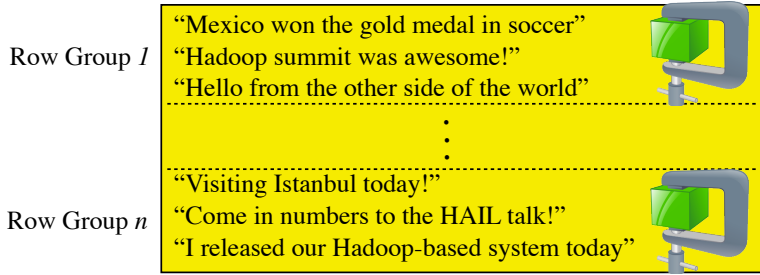 “Mexico won the gold medal in soccer”
Row Group 1
“Hadoop summit was awesome!”
“Hello from the other side of the world”
“Visiting Istanbul today!”
Row Group n
“Come in numbers to the HAIL talk!”
“I released our Hadoop-based system today”